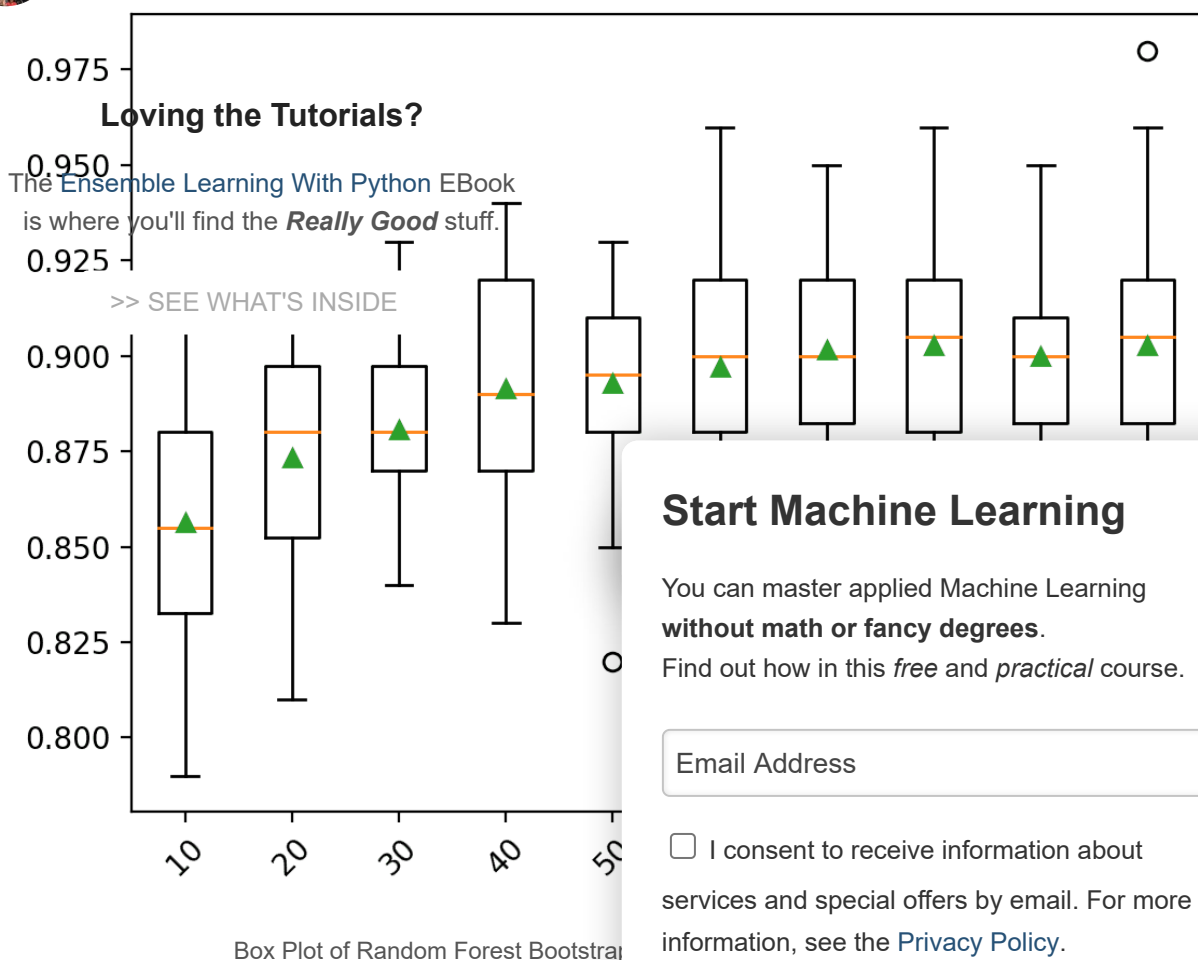 0.975
Loving the Tutorials?
0.950
The Ensemble Learning With Python EBook
is where you'll find the Really Good stuff.
0.925
>> SEE WHAT'S INSIDE
0.900
0.875
0.850
0.825
0.800
10
20
30
40
50
Box Plot of Random Forest
Start Machine Learning
You can master applied Machine Learning
without math or fancy degrees.
Find out how in this free and practical course.
Email Address
I consent to receive information about
services and special offers by email. For more
information, see the Privacy Policy.